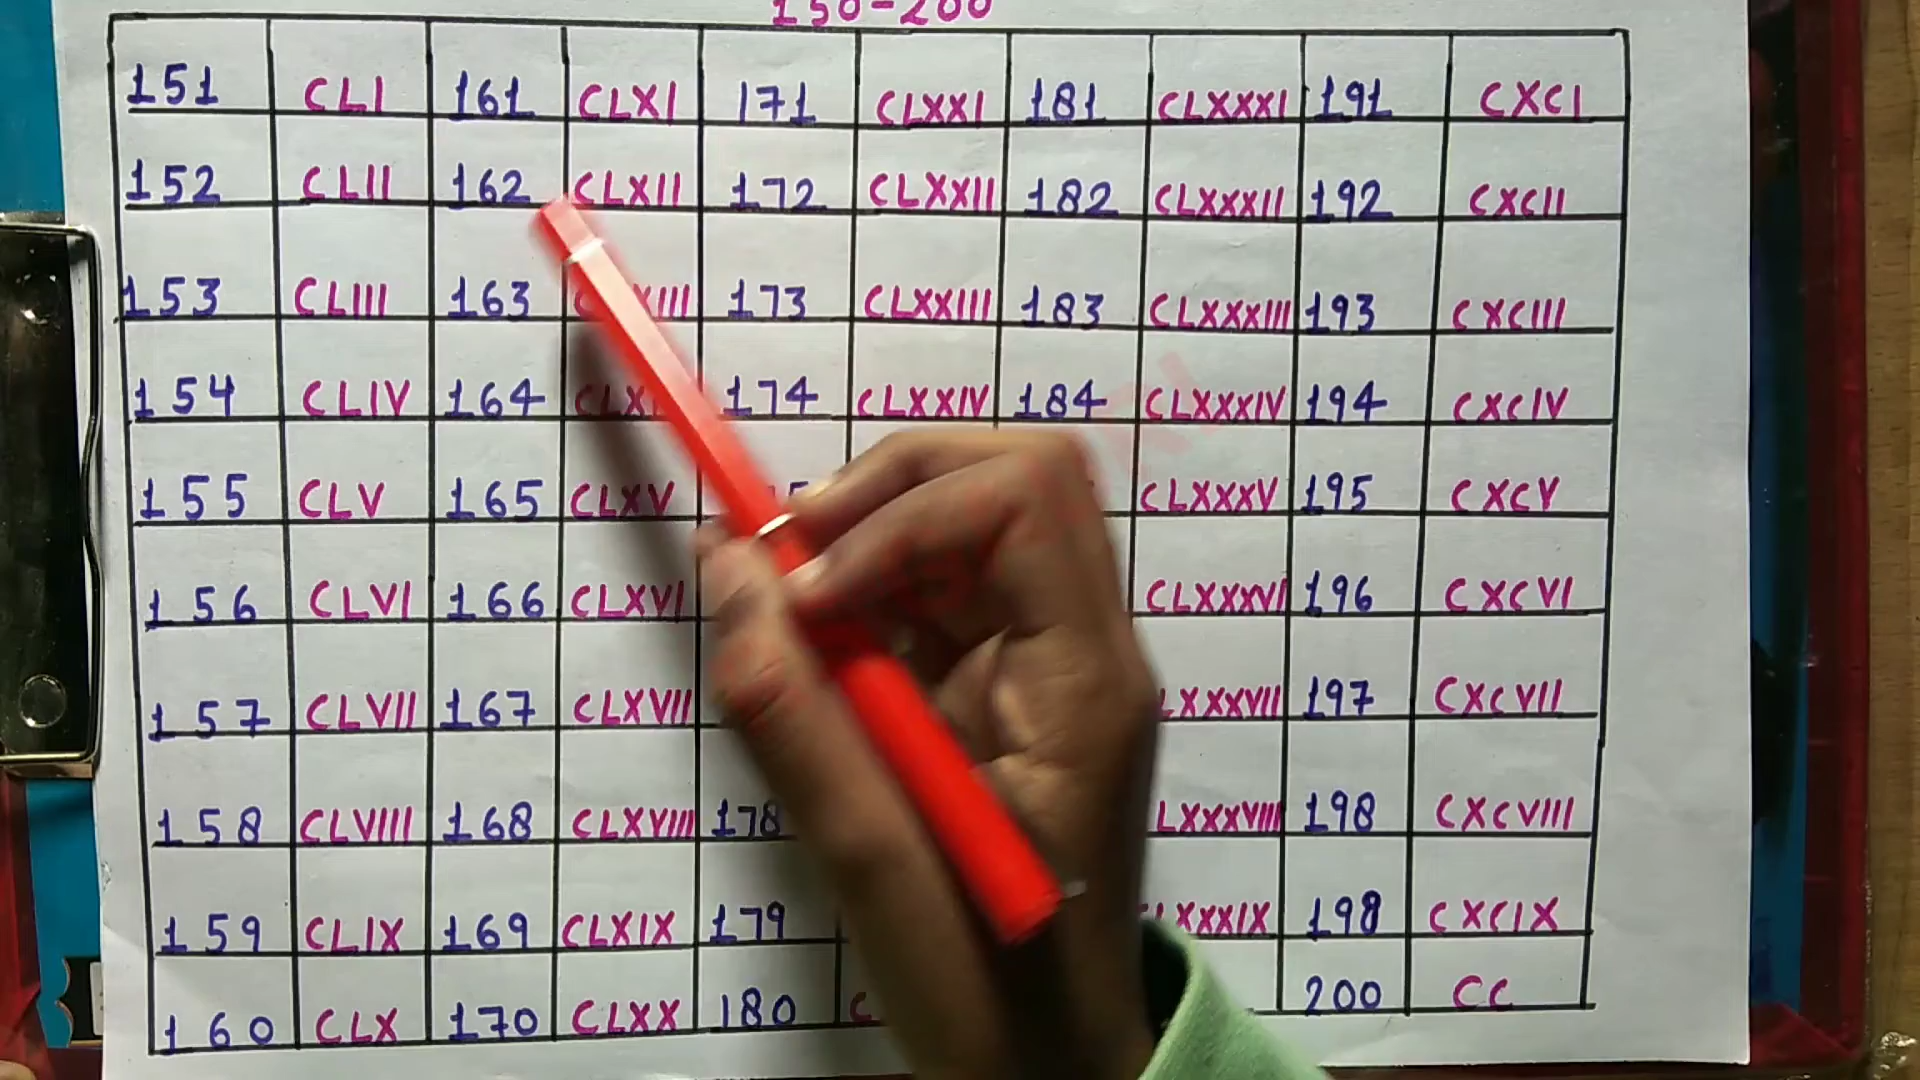 150-200
151 CLI 161 CLXI 171 CLXXI 181 CLXXXI 191 CXCI
152 CLII 162 CLXII 172 CLXXII 182 CLXXXII 192 CXCII
153 CLIII 163 173 CLXXIII 183 CLXXXIII 193 CXCIII
154 CLIV 164 174 CLXXIV 184 CLXXXIV 194 CXCIV
155 CLV 165 CLXV CLXXXV 195 CXCV
156 CLVI 166 CLXVI CLXXXVI 196 CXCVI
157 CLVII 167 CLXVII LXXXVII 197 CXCVII
158 CLVIII 168 CLXVIII 178 LXXXVIII 198 CXCVIII
159 CLIX 169 CLXIX 179 LXXXIX 198 CXCIX
160 CLX 170 CLXX 180 C 200 CC